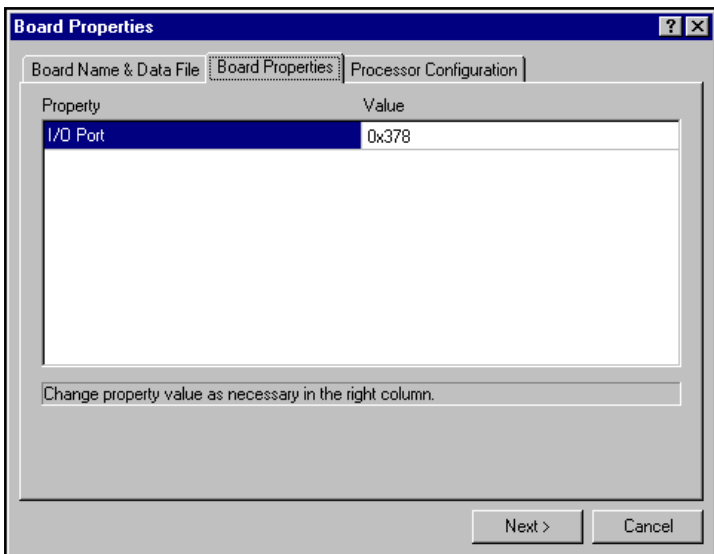 Board Properties
Board Name & Data File Board Properties Processor Configuration
Property Value
I/O Port 0x378
Change property value as necessary in the right column.
Next > Cancel